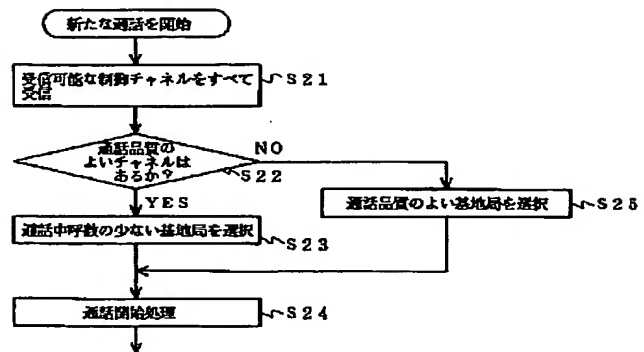 新たな通話を開始
受信可能な制御チャネルをすべて
受信
S21
通話品質の
よいチャネルは
あるか?
NO
S22
YES
通話品質のよい基地局を選択
S25
通話中呼数の少ない基地局を選択
S23
通話開始処理
S24